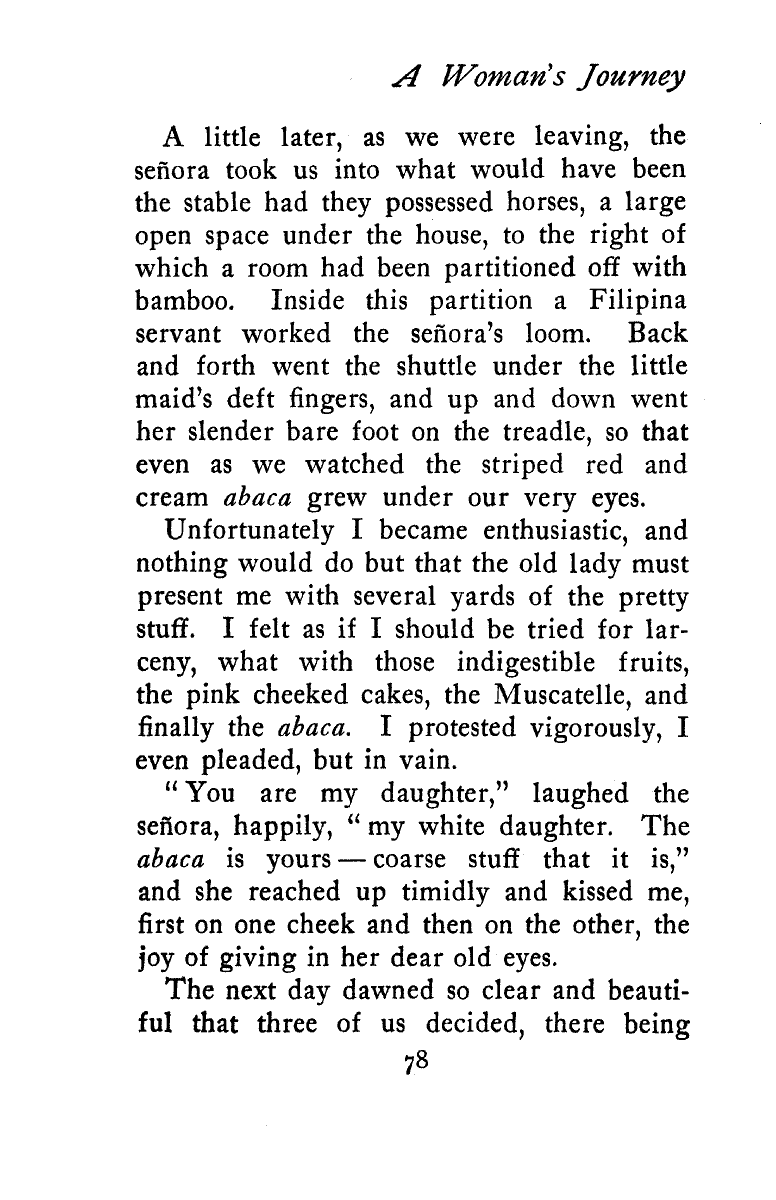 A Woman's Journey
A little later, as we were leaving, the
señora took us into what would have been
the stable had they possessed horses, a large
open space under the house, to the right of
which a room had been partitioned off with
bamboo. Inside this partition a Filipina
servant worked the señora's loom. Back
and forth went the shuttle under the little
maid's deft fingers, and up and down went
her slender bare foot on the treadle, so that
even as we watched the striped red and
cream abaca grew under our very eyes.
Unfortunately I became enthusiastic, and
nothing would do but that the old lady must
present me with several yards of the pretty
stuff. I felt as if I should be tried for lar-
ceny, what with those indigestible fruits,
the pink cheeked cakes, the Muscatelle, and
finally the abaca. I protested vigorously, I
even pleaded, but in vain.
"You are my daughter," laughed the
señora, happily, "my white daughter. The
abaca is yours — coarse stuff that it is,"
and she reached up timidly and kissed me,
first on one cheek and then on the other, the
joy of giving in her dear old eyes.
The next day dawned so clear and beauti-
ful that three of us decided, there being
78